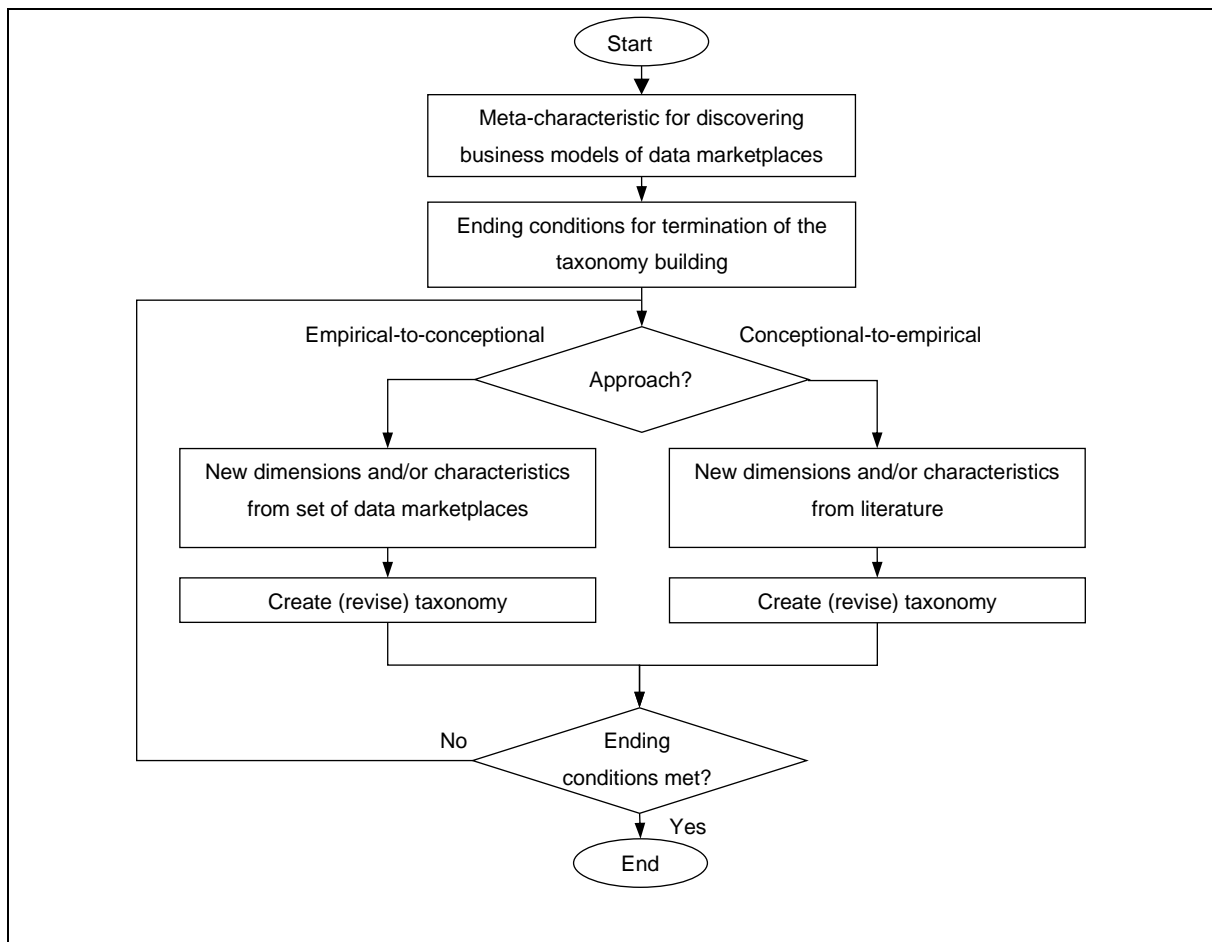 Start
Meta-characteristic for discovering
business models of data marketplaces
Ending conditions for termination of the
taxonomy building
Empirical-to-conceptional
Conceptional-to-empirical
Approach?
New dimensions and/or characteristics
from set of data marketplaces
New dimensions and/or characteristics
from literature
Create (revise) taxonomy
Create (revise) taxonomy
No
Ending
conditions met?
Yes
End